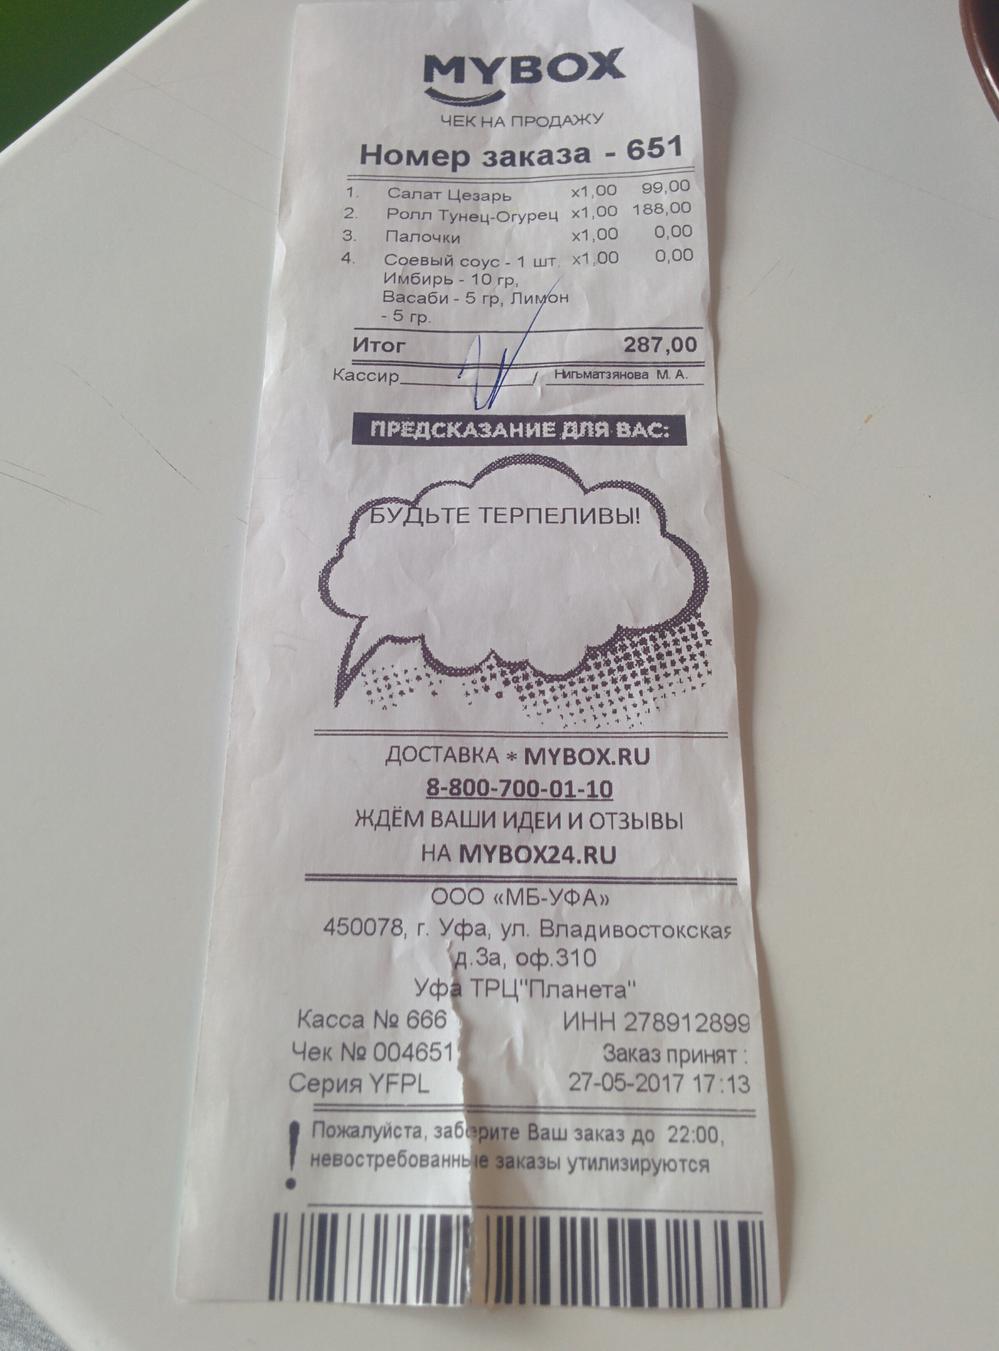 MYBOX
ЧЕК НА ПРОДАЖУ
Номер заказа - 651
1. Салат Цезарь x1,00 99,00
2. Ролл Тунец-Огурец x1,00 188,00
3. Палочки x1,00 0,00
4. Соевый соус - 1 шт. x1,00 0,00
Имбирь - 10 гр,
Васаби - 5 гр, Лимон
- 5 гр.
Итог 287,00
Кассир / Нигьматзянова М. А.
ПРЕДСКАЗАНИЕ ДЛЯ ВАС:
БУДЬТЕ ТЕРПЕЛИВЫ!
ДОСТАВКА * MYBOX.RU
8-800-700-01-10
ЖДЁМ ВАШИ ИДЕИ И ОТЗЫВЫ
НА MYBOX24.RU
ООО «МБ-УФА»
450078, г. Уфа, ул. Владивостокская
д.3а, оф.310
Уфа ТРЦ"Планета"
Касса № 666 ИНН 278912899
Чек № 004651 Заказ принят :
Серия YFPL 27-05-2017 17:13
! Пожалуйста, заберите Ваш заказ до 22:00,
невостребованные заказы утилизируются